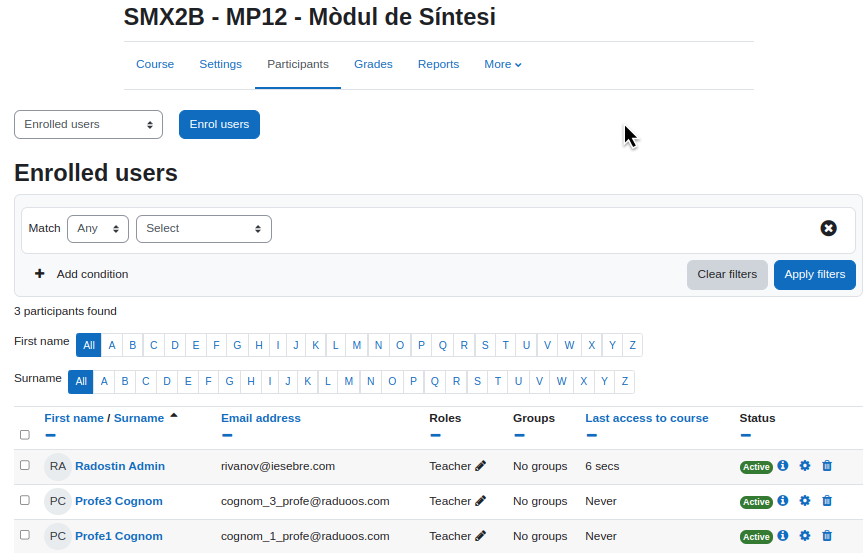 SMX2B - MP12 - Mòdul de Síntesi
Course Settings Participants Grades Reports More
Enrolled users Enrol users
Enrolled users
Match Any Select
Add condition Clear filters Apply filters
3 participants found
First name All A B C D E F G H I J K L M N O P Q R S T U V W X Y Z
Surname All A B C D E F G H I J K L M N O P Q R S T U V W X Y Z
First name / Surname Email address Roles Groups Last access to course Status
RA Radostin Admin rivanov@iesebre.com Teacher No groups 6 secs Active
PC Profe3 Cognom cognom_3_profe@raduoos.com Teacher No groups Never Active
PC Profe1 Cognom cognom_1_profe@raduoos.com Teacher No groups Never Active